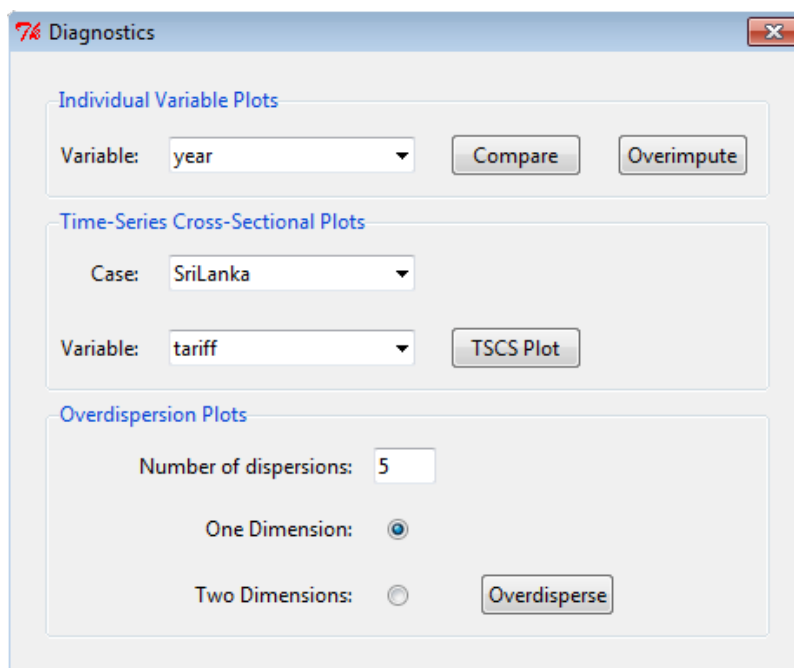 Diagnostics
Individual Variable Plots
Variable: year Compare Overimpute
Time-Series Cross-Sectional Plots
Case: SriLanka
Variable: tariff TSCS Plot
Overdispersion Plots
Number of dispersions: 5
One Dimension:
Two Dimensions: Overdisperse